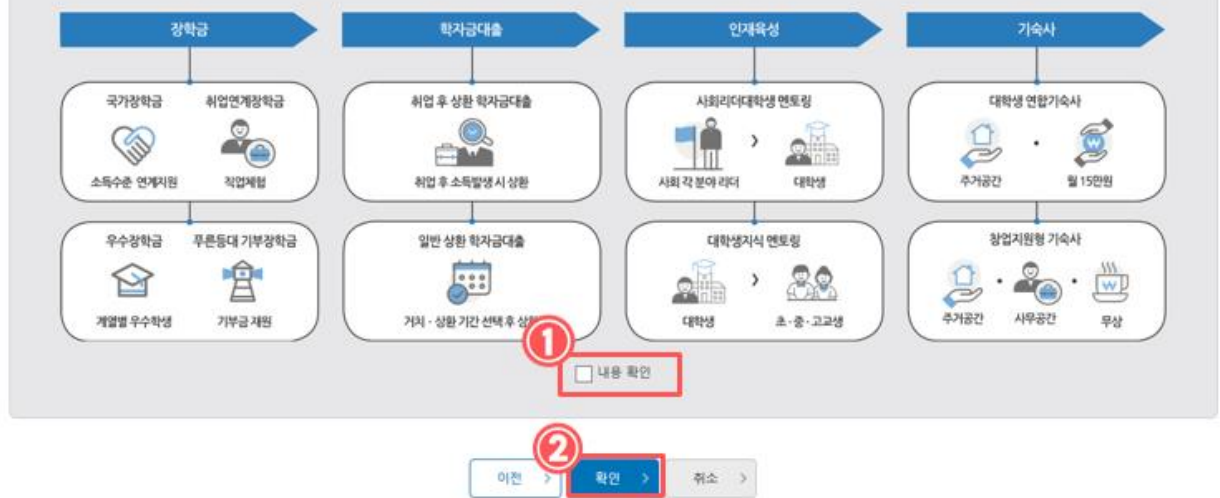 장학금
학자금대출
인재육성
기숙사
국가장학금 취업연계장학금
소득수준 연계지원 직업체험
취업 후 상환 학자금대출
취업 후 소득발생 시 상환
사회리더대학생 멘토링
사회 각 분야 리더 대학생
대학생 연합기숙사
주거공간 월 15만원
우수장학금 푸른등대 기부장학금
계열별 우수학생 기부금 재원
일반 상환 학자금대출
거치 · 상환 기간 선택 후
대학생지식 멘토링
대학생 초 · 중 · 고교생
창업지원형 기숙사
주거공간 사무공간 무상
①
내용 확인
②
이전 >
확인 >
취소 >